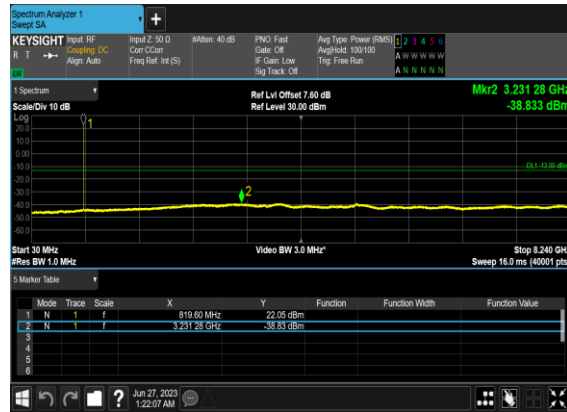 Spectrum Analyzer 1
Swept SA
+
KEYSIGHT Input: RF Input Z: 50 Ω #Atten: 40 dB PNO: Fast Avg Type: Power (RMS) 1 2 3 4 5 6
R T Coupling: DC Corr CCorr Gate: Off Avg|Hold: 100/100 A W W W W W
Align: Auto Freq Ref: Int (S) IF Gain: Low Trig: Free Run
Sig Track: Off A N N N N N
1 Spectrum Ref Lvl Offset 7.60 dB Mkr2 3.231 28 GHz
Scale/Div 10 dB Ref Level 30.00 dBm -38.833 dBm
Log
1
20.0
10.0
0.00
-10.0
DL1 -13.00 dBm
-20.0
-30.0
2
-40.0
-50.0
-60.0
Start 30 MHz Video BW 3.0 MHz* Stop 8.240 GHz
#Res BW 1.0 MHz Sweep 16.0 ms (40001 pts)
5 Marker Table
Mode Trace Scale X Y Function Function Width Function Value
1 N 1 f 819.60 MHz 22.05 dBm
2 N 1 f 3.231 28 GHz -38.83 dBm
3
4
5
6
? Jun 27, 2023
1:22:07 AM